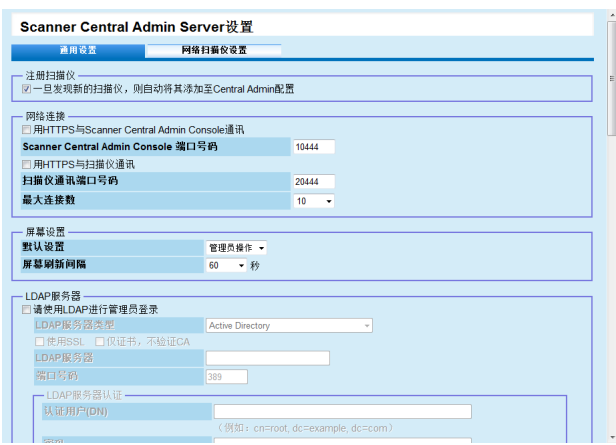 Scanner Central Admin Server设置
通用设置 网络扫描仪设置
注册扫描仪
一旦发现新的扫描仪，则自动将其添加至Central Admin配置
网络连接
用HTTPS与Scanner Central Admin Console通讯
Scanner Central Admin Console 端口号码 10444
用HTTPS与扫描仪通讯
扫描仪通讯端口号码 20444
最大连接数 10
屏幕设置
默认设置 管理员操作
屏幕刷新间隔 60 秒
LDAP服务器
请使用LDAP进行管理员登录
LDAP服务器类型 Active Directory
使用SSL 仅证书，不验证CA
LDAP服务器
端口号码 389
LDAP服务器认证
认证用户(DN)
（例如：cn=root, dc=example, dc=com）